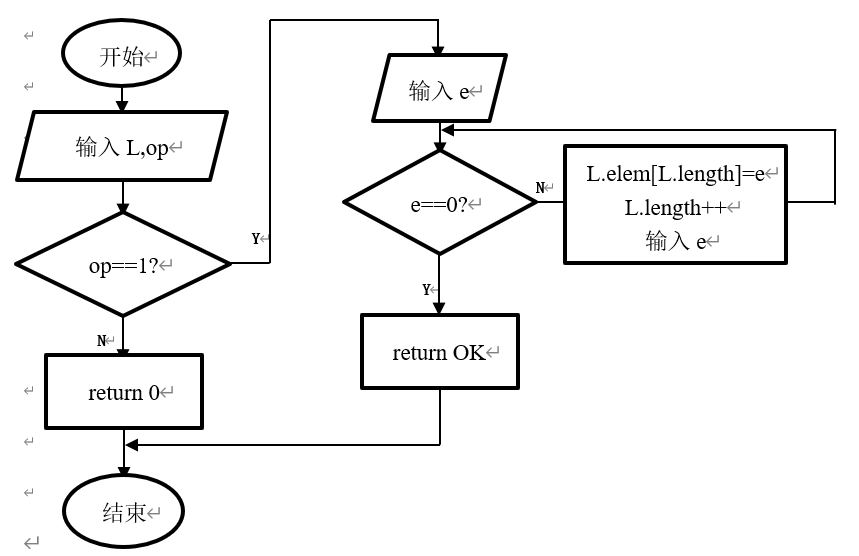 开始
输入 L,op
op==1?
Y
N
return 0
结束
输入 e
e==0?
N
L.elem[L.length]=e
L.length++
输入 e
Y
return OK